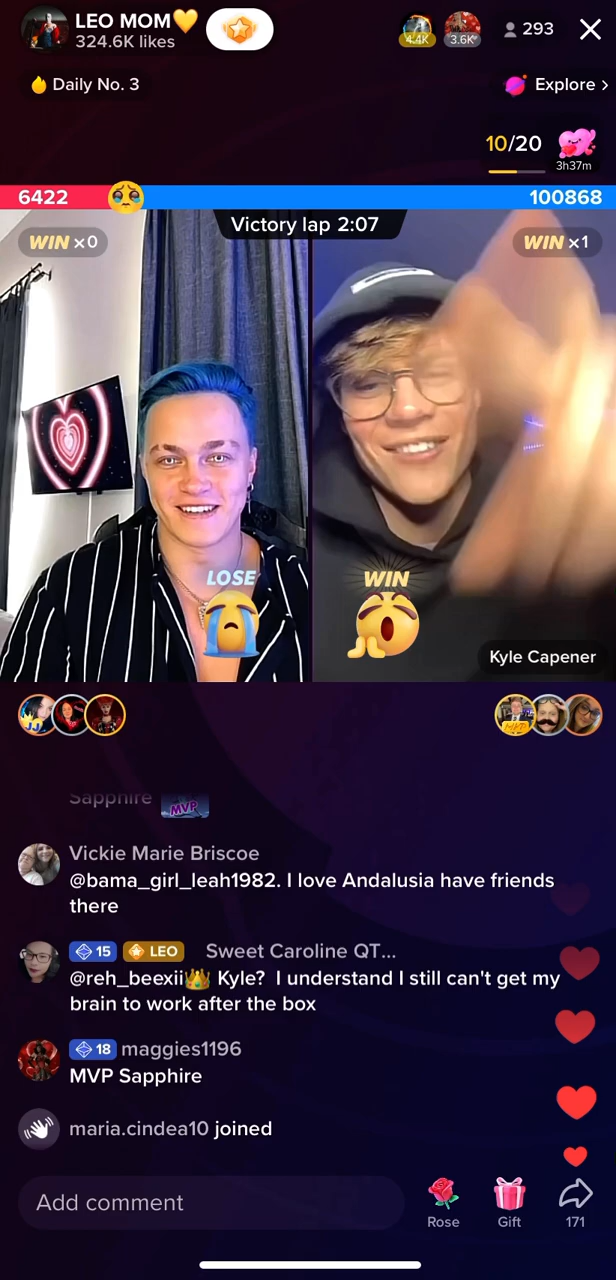 LEO MOM💛
324.6K likes
4.4K
3.6K
293
Daily No. 3
Explore >
10/20
3h37m
6422
100868
Victory lap 2:07
WIN x0
WIN x1
LOSE
WIN
Kyle Capener
Sapphire MVP
Vickie Marie Briscoe
@bama_girl_leah1982. I love Andalusia have friends
there
15 LEO Sweet Caroline QT...
@reh_beexii👑 Kyle?  I understand I still can't get my
brain to work after the box
18 maggies1196
MVP Sapphire
maria.cindea10 joined
Add comment
Rose
Gift
171